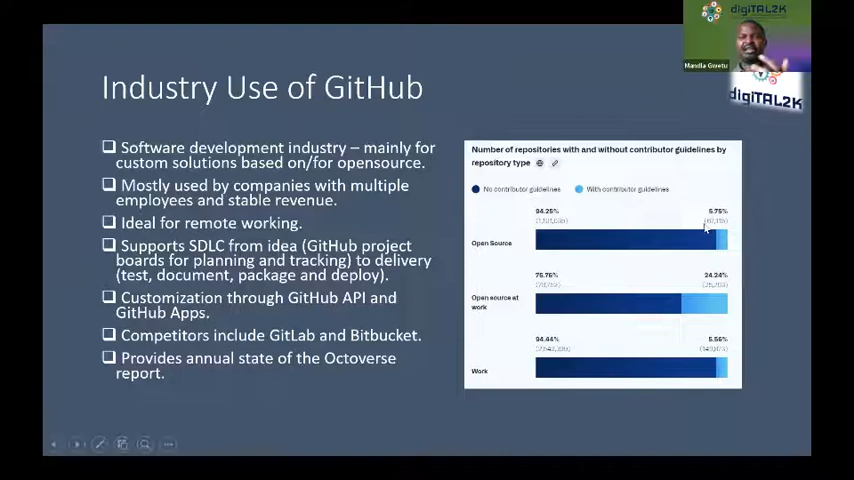 digiTAL2K
Mandla Gwetu
digiTAL2K
Industry Use of GitHub
Software development industry – mainly for
custom solutions based on/for opensource.
Mostly used by companies with multiple
employees and stable revenue.
Ideal for remote working.
Supports SDLC from idea (GitHub project
boards for planning and tracking) to delivery
(test, document, package and deploy).
Customization through GitHub API and
GitHub Apps.
Competitors include GitLab and Bitbucket.
Provides annual state of the Octoverse
report.
Number of repositories with and without contributor guidelines by
repository type
No contributor guidelines With contributor guidelines
94.25% 5.75%
Open Source
75.76% 24.24%
Open source at
work
94.44% 5.56%
Work